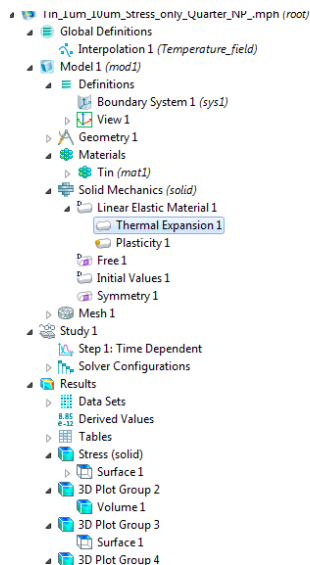 Tin_1um_10um_Stress_only_Quarter_NP_.mph (root)
Global Definitions
Interpolation 1 (Temperature_field)
Model 1 (mod1)
Definitions
Boundary System 1 (sys1)
View 1
Geometry 1
Materials
Tin (mat1)
Solid Mechanics (solid)
Linear Elastic Material 1
Thermal Expansion 1
Plasticity 1
Free 1
Initial Values 1
Symmetry 1
Mesh 1
Study 1
Step 1: Time Dependent
Solver Configurations
Results
Data Sets
8.85
e-12
Derived Values
Tables
Stress (solid)
Surface 1
3D Plot Group 2
Volume 1
3D Plot Group 3
Surface 1
3D Plot Group 4